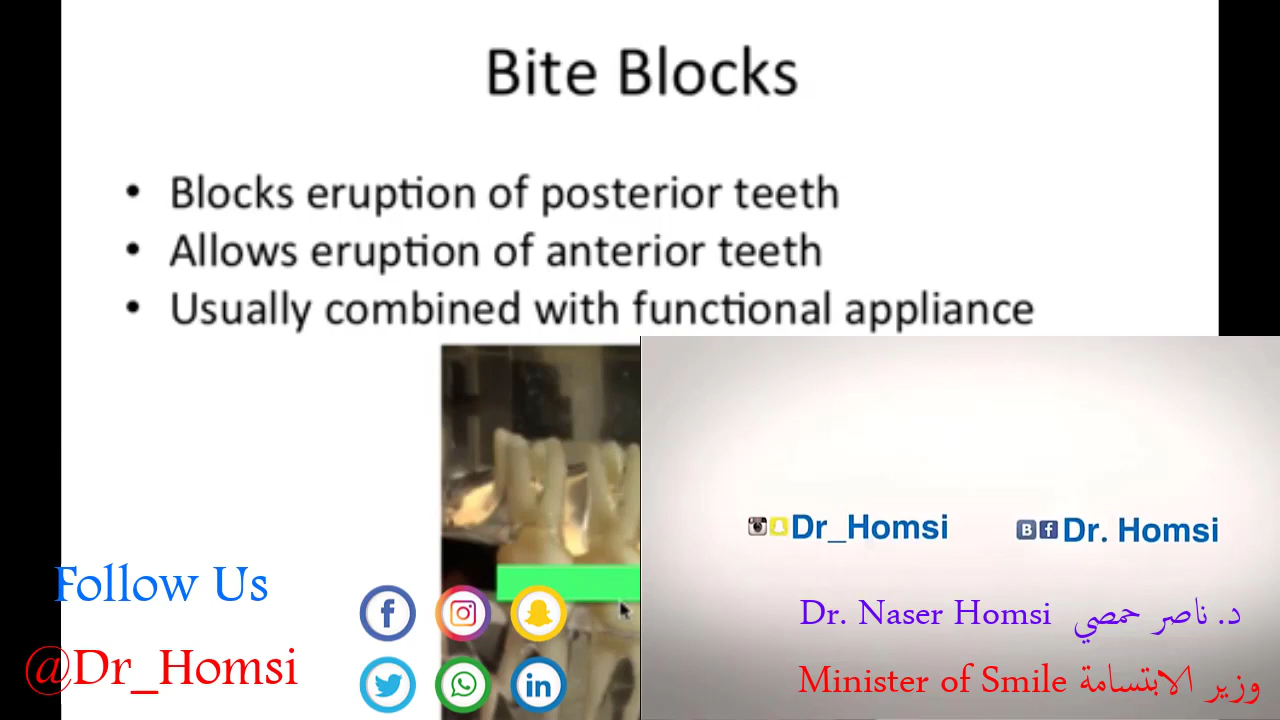 Bite Blocks
• Blocks eruption of posterior teeth
• Allows eruption of anterior teeth
• Usually combined with functional appliance
Dr_Homsi
B f Dr. Homsi
Follow Us
Dr. Naser Homsi د. ناصر حمصي
@Dr_Homsi
Minister of Smile وزير الابتسامة